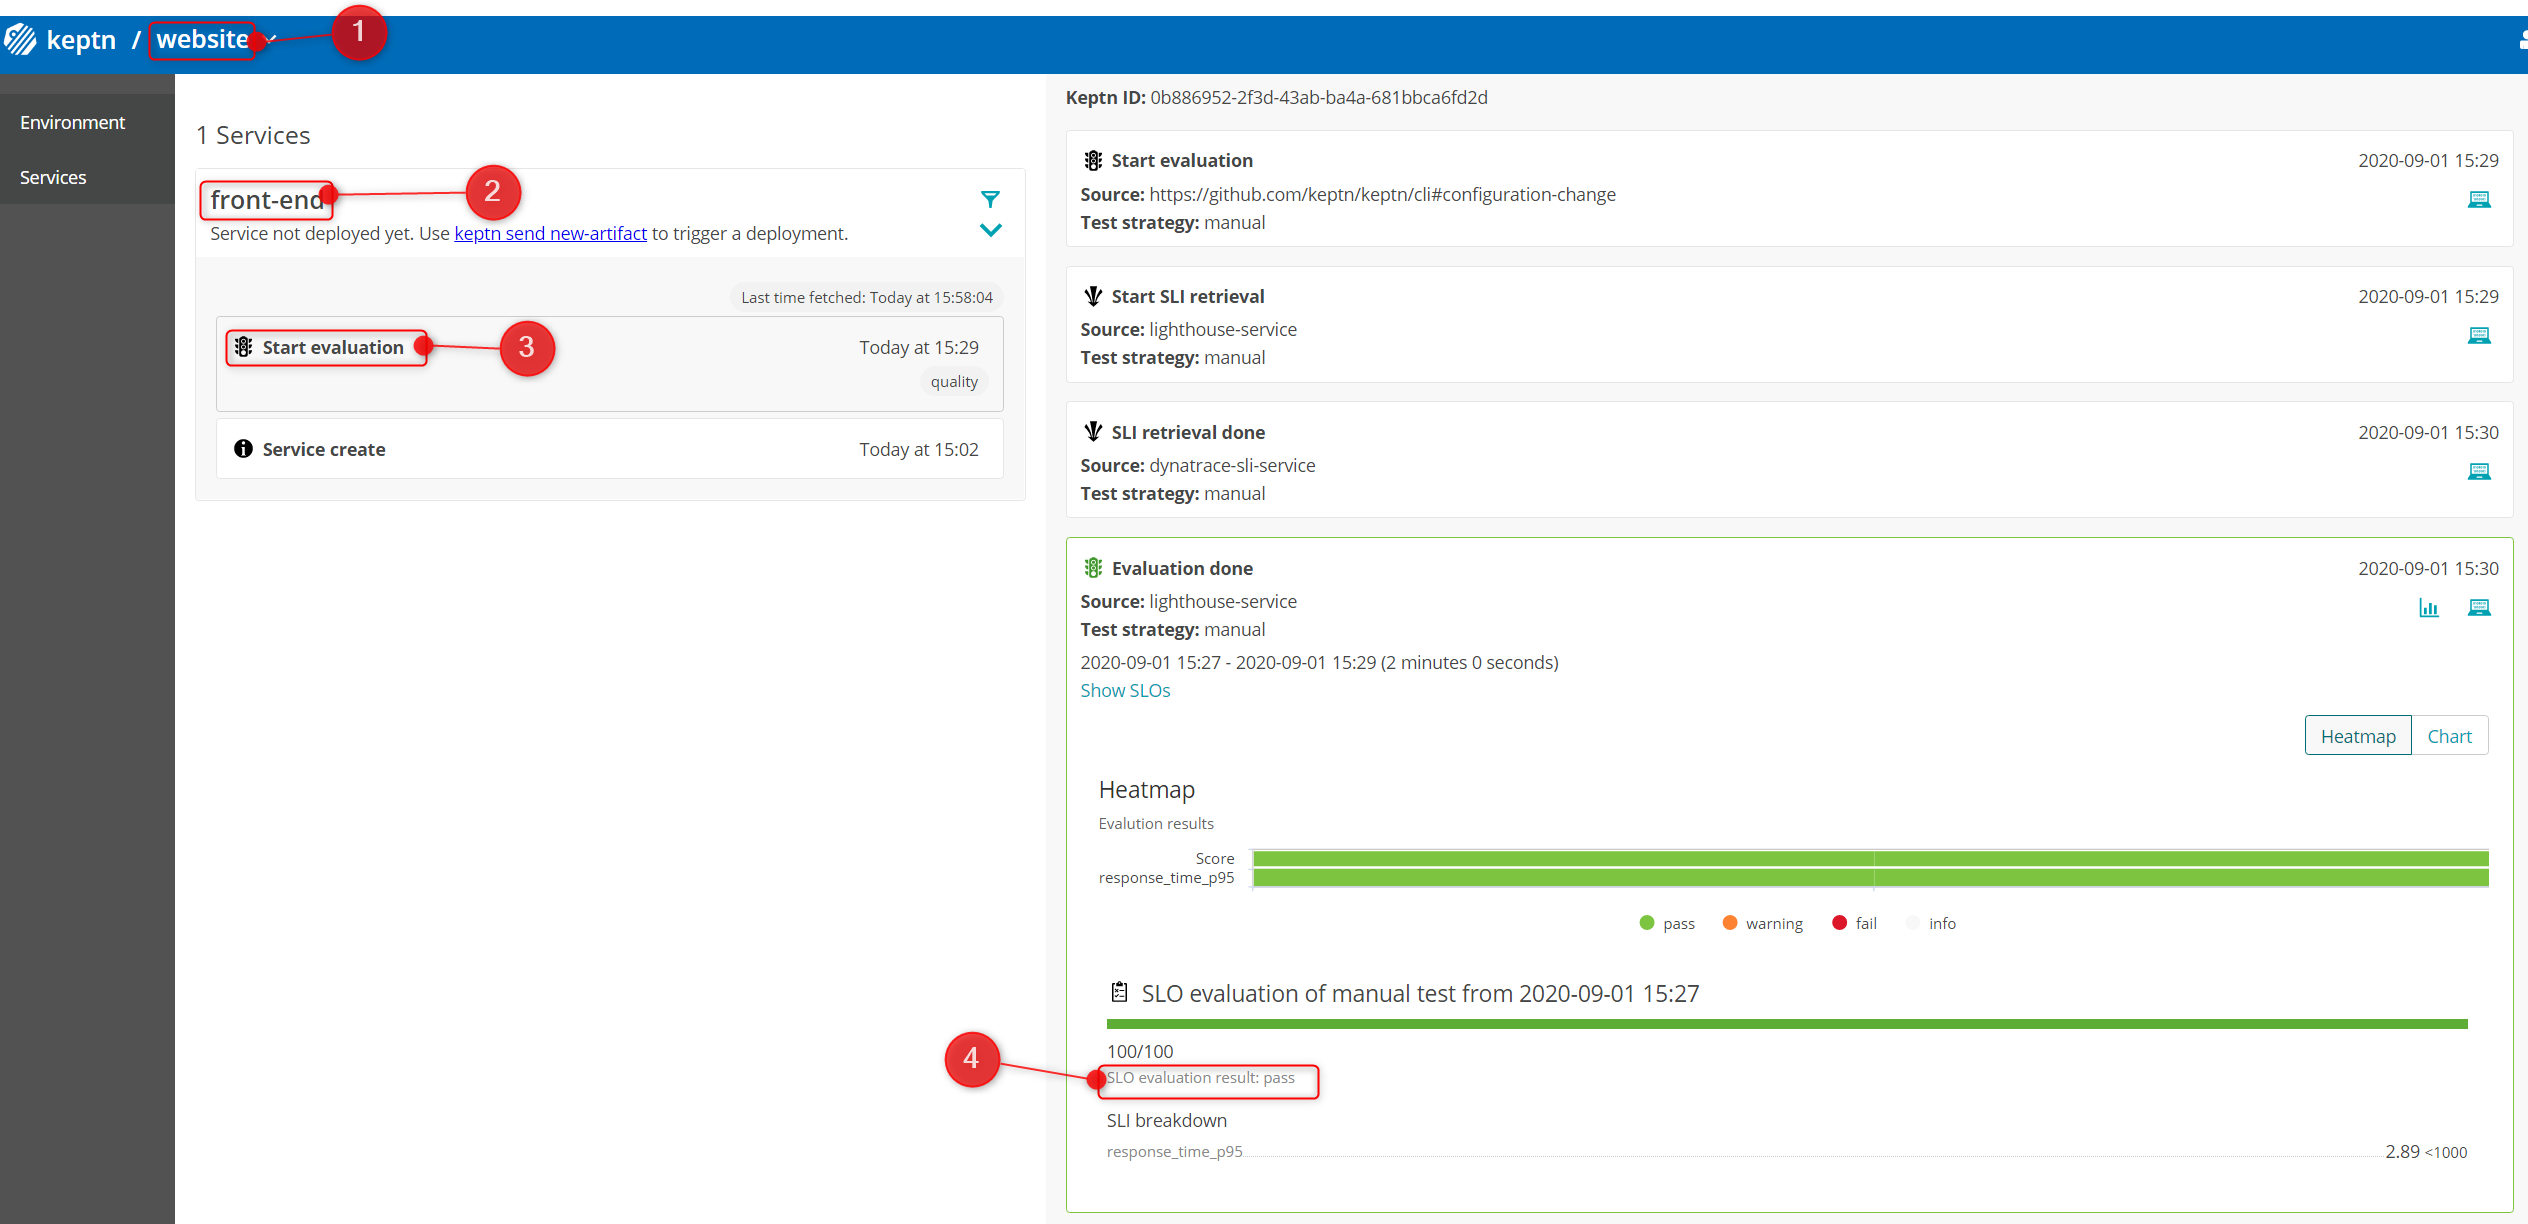 keptn / website
1
Environment
Services
1 Services
front-end
2
Service not deployed yet. Use keptn send new-artifact to trigger a deployment.
Last time fetched: Today at 15:58:04
Start evaluation
3
Today at 15:29
quality
Service create
Today at 15:02
Keptn ID: 0b886952-2f3d-43ab-ba4a-681bbca6fd2d
Start evaluation
2020-09-01 15:29
Source: https://github.com/keptn/keptn/cli#configuration-change
Test strategy: manual
Start SLI retrieval
2020-09-01 15:29
Source: lighthouse-service
Test strategy: manual
SLI retrieval done
2020-09-01 15:30
Source: dynatrace-sli-service
Test strategy: manual
Evaluation done
2020-09-01 15:30
Source: lighthouse-service
Test strategy: manual
2020-09-01 15:27 - 2020-09-01 15:29 (2 minutes 0 seconds)
Show SLOs
Heatmap
Chart
Heatmap
Evalution results
Score
response_time_p95
pass
warning
fail
info
SLO evaluation of manual test from 2020-09-01 15:27
100/100
4
SLO evaluation result: pass
SLI breakdown
response_time_p95
2.89 <1000